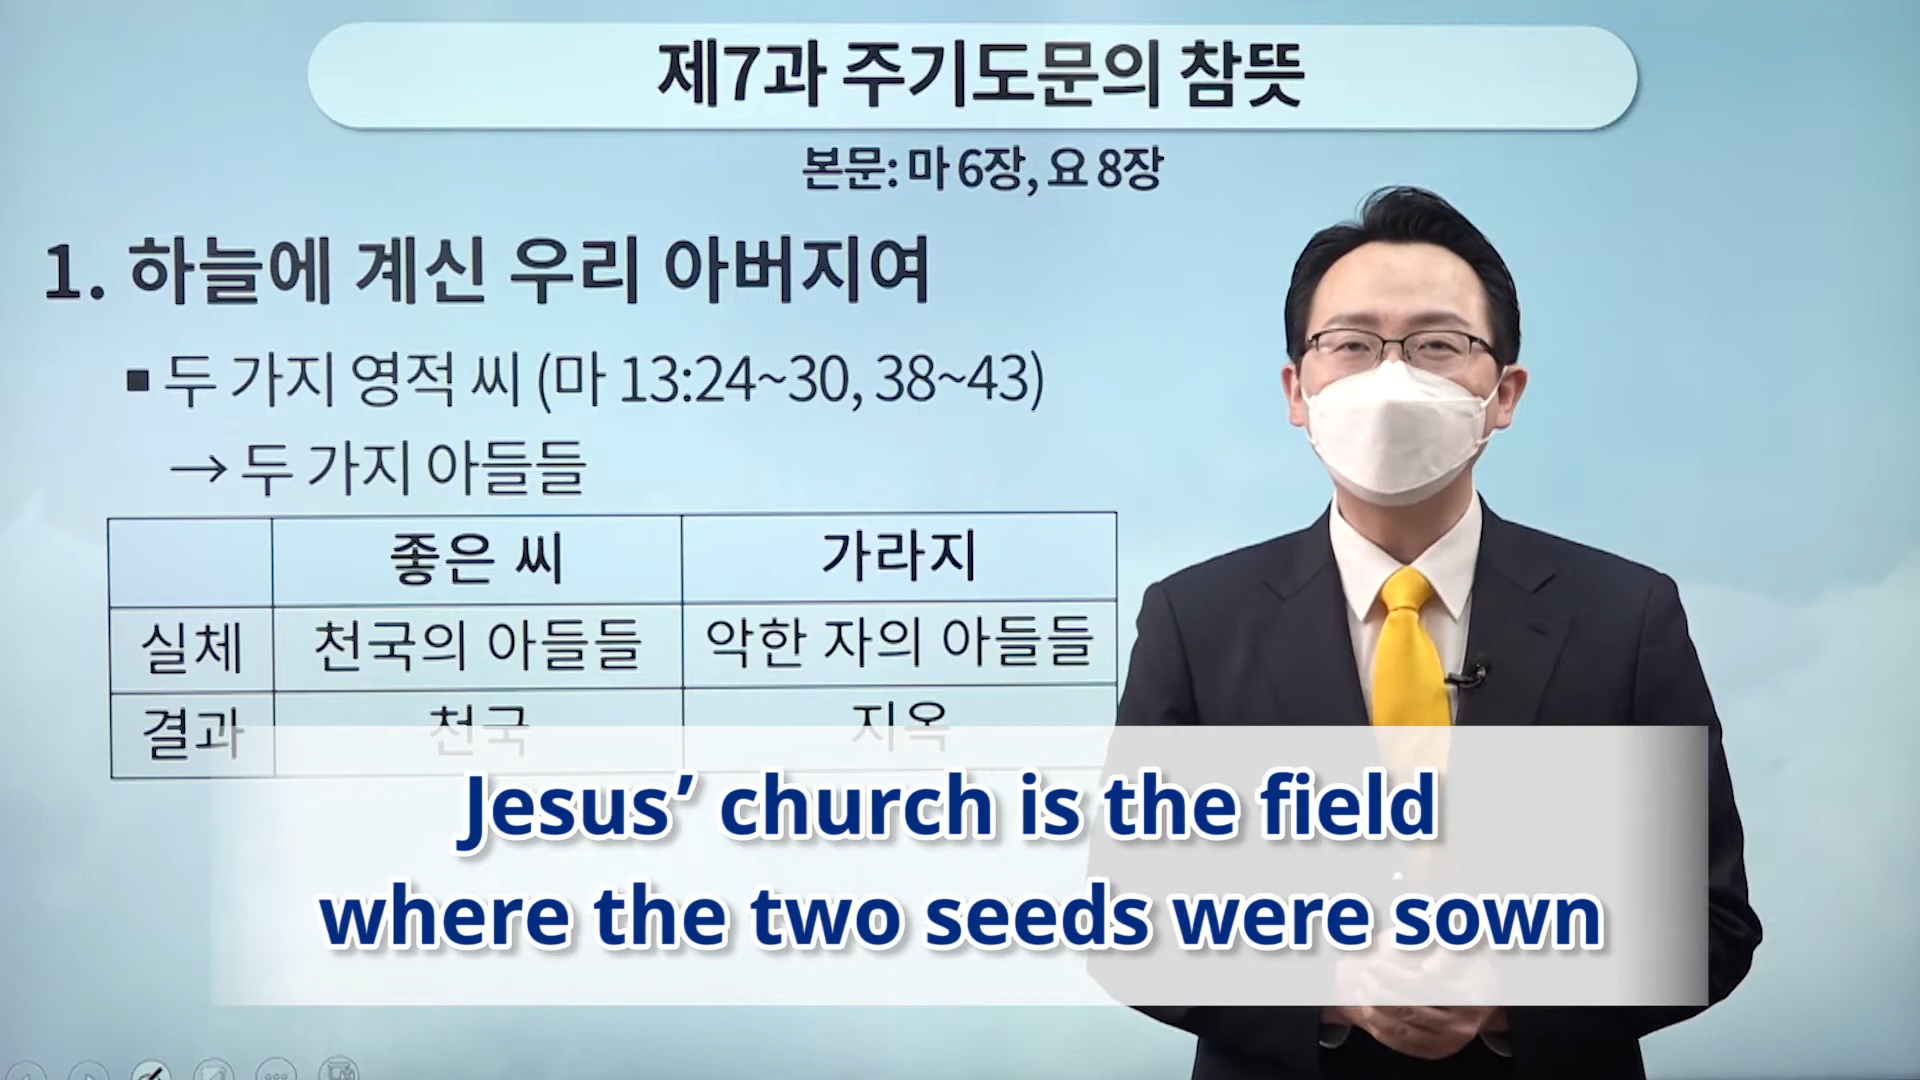 제7과 주기도문의 참뜻
본문: 마 6장, 요 8장
1. 하늘에 계신 우리 아버지여
▪ 두 가지 영적 씨 (마 13:24~30, 38~43)
→ 두 가지 아들들
좋은 씨 가라지
실체 천국의 아들들 악한 자의 아들들
결과 천국 지옥
Jesus’ church is the field
where the two seeds were sown